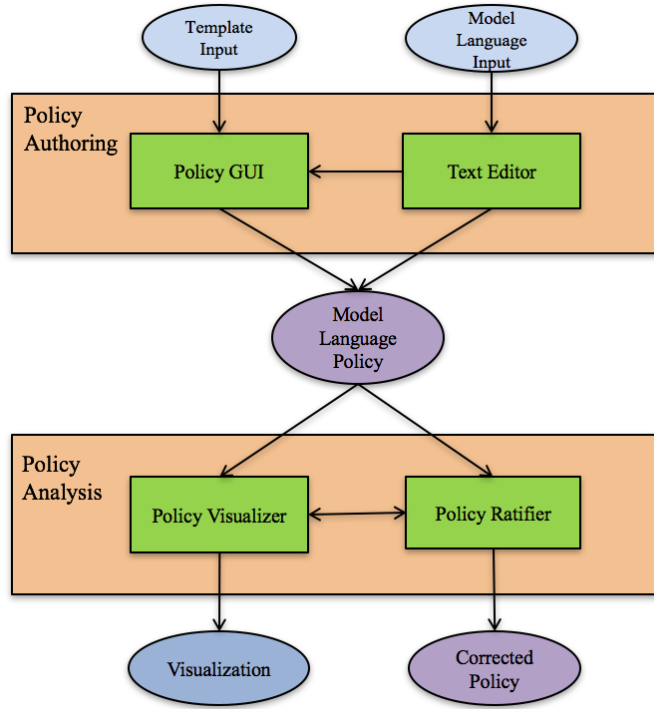 Template
Input
Model
Language
Input
Policy
Authoring
Policy GUI
Text Editor
Model
Language
Policy
Policy
Analysis
Policy Visualizer
Policy Ratifier
Visualization
Corrected
Policy